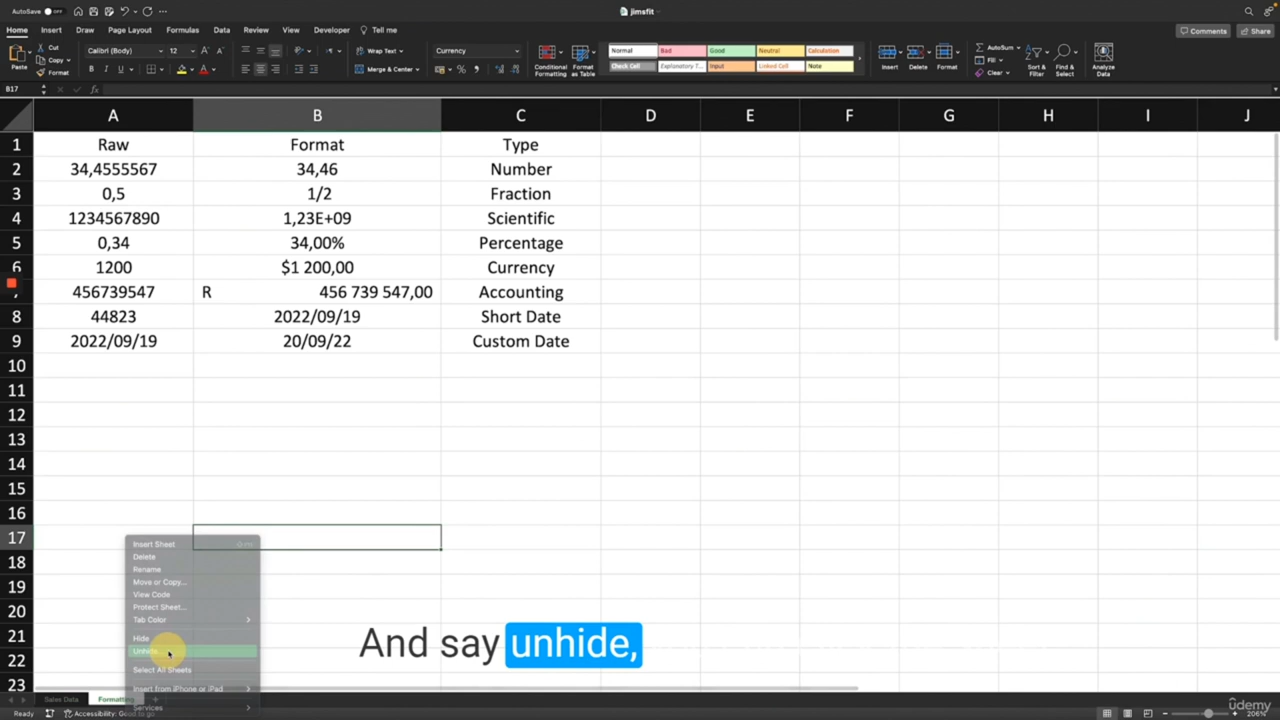 AutoSave OFF
jimsfit
Home Insert Draw Page Layout Formulas Data Review View Developer Tell me
Comments Share
Paste Cut Copy Format
Calibri (Body) 12
Wrap Text
Merge & Center
Currency
Conditional Formatting
Format as Table
Normal Bad Good Neutral Calculation
Check Cell Explanatory T... Input Linked Cell Note
Insert Delete Format
AutoSum Fill Clear
Sort & Filter
Find & Select
Analyze Data
B17 fx
A B C D E F G H I J
1 Raw Format Type
2 34,4555567 34,46 Number
3 0,5 1/2 Fraction
4 1234567890 1,23E+09 Scientific
5 0,34 34,00% Percentage
6 1200 $1 200,00 Currency
456739547 R 456 739 547,00 Accounting
8 44823 2022/09/19 Short Date
9 2022/09/19 20/09/22 Custom Date
10
11
12
13
14
15
16
17
18
19
20
21
22
23
Insert Sheet
Delete
Rename
Move or Copy...
View Code
Protect Sheet...
Tab Color
Hide
Unhide...
Select All Sheets
Insert from iPhone or iPad
Services
And say unhide,
Sales Data Formatting
Ready Accessibility: Good to go
206%
udemy